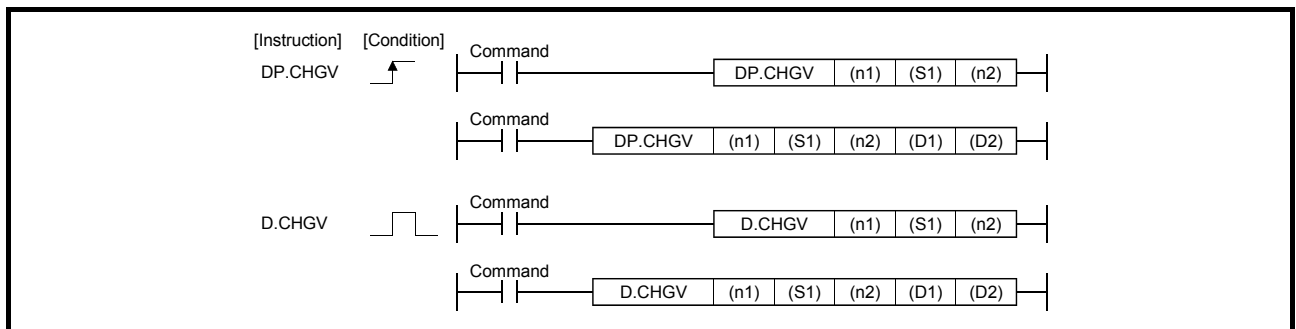 [Instruction] [Condition]
Command
DP.CHGV DP.CHGV (n1) (S1) (n2)
Command
DP.CHGV (n1) (S1) (n2) (D1) (D2)
Command
D.CHGV D.CHGV (n1) (S1) (n2)
Command
D.CHGV (n1) (S1) (n2) (D1) (D2)